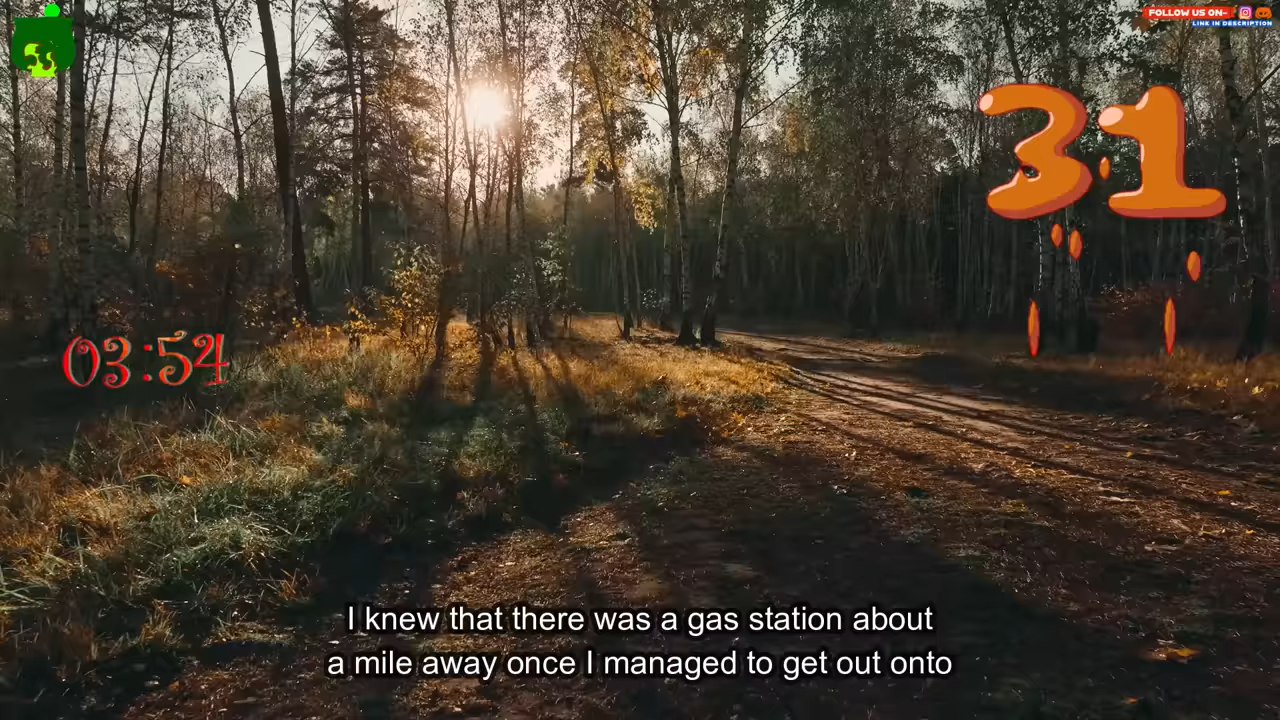 FOLLOW US ON-
LINK IN DESCRIPTION
31
03:54
I knew that there was a gas station about
a mile away once I managed to get out onto